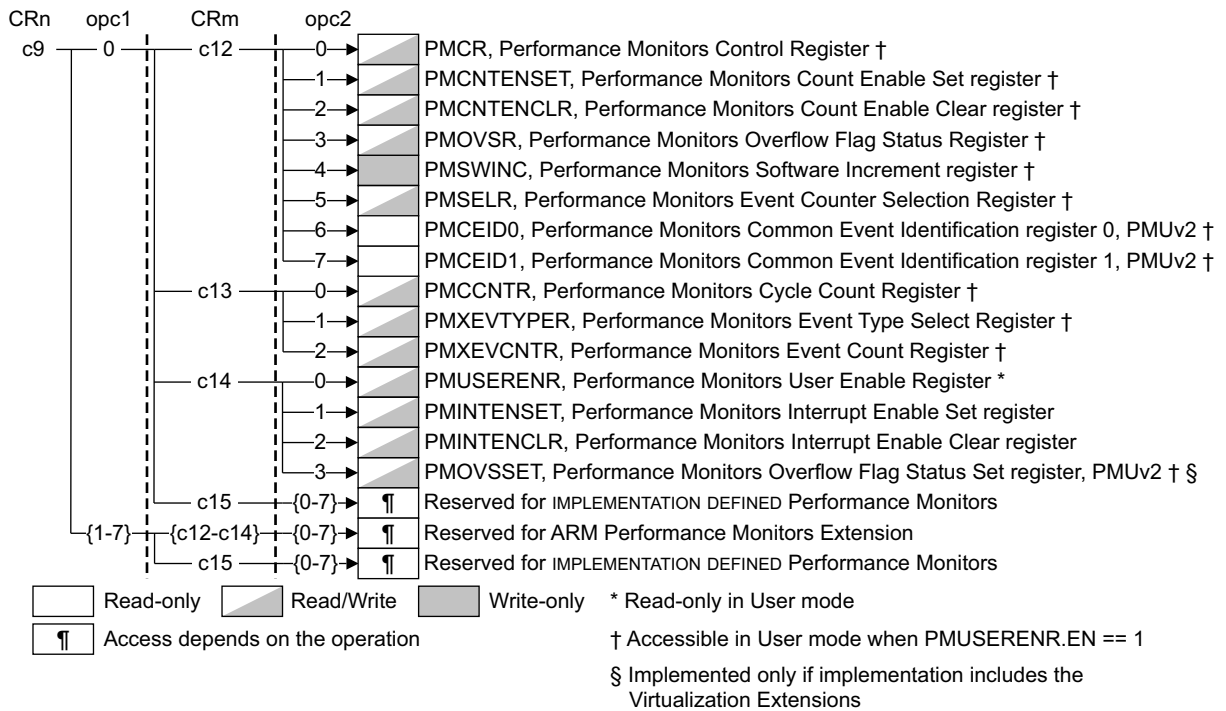 CRn opc1 CRm opc2
c9 0 c12 0 PMCR, Performance Monitors Control Register †
1 PMCNTENSET, Performance Monitors Count Enable Set register †
2 PMCNTENCLR, Performance Monitors Count Enable Clear register †
3 PMOVSR, Performance Monitors Overflow Flag Status Register †
4 PMSWINC, Performance Monitors Software Increment register †
5 PMSELR, Performance Monitors Event Counter Selection Register †
6 PMCEID0, Performance Monitors Common Event Identification register 0, PMUv2 †
7 PMCEID1, Performance Monitors Common Event Identification register 1, PMUv2 †
c13 0 PMCCNTR, Performance Monitors Cycle Count Register †
1 PMXEVTYPER, Performance Monitors Event Type Select Register †
2 PMXEVCNTR, Performance Monitors Event Count Register †
c14 0 PMUSERENR, Performance Monitors User Enable Register *
1 PMINTENSET, Performance Monitors Interrupt Enable Set register
2 PMINTENCLR, Performance Monitors Interrupt Enable Clear register
3 PMOVSSET, Performance Monitors Overflow Flag Status Set register, PMUv2 † §
c15 {0-7} ¶ Reserved for IMPLEMENTATION DEFINED Performance Monitors
{1-7} {c12-c14} {0-7} ¶ Reserved for ARM Performance Monitors Extension
c15 {0-7} ¶ Reserved for IMPLEMENTATION DEFINED Performance Monitors
Read-only Read/Write Write-only * Read-only in User mode
¶ Access depends on the operation † Accessible in User mode when PMUSERENR.EN == 1
§ Implemented only if implementation includes the
Virtualization Extensions